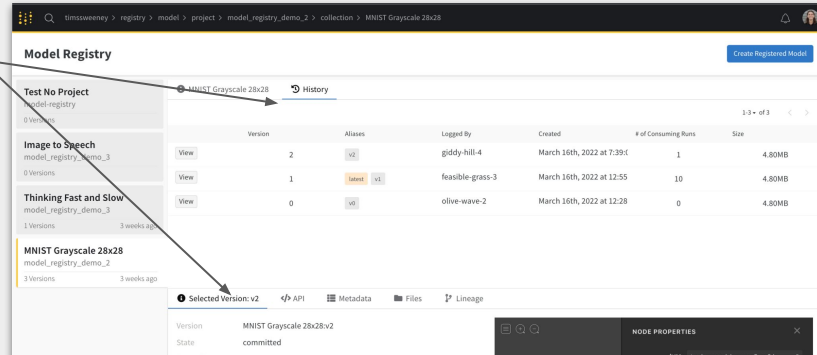 timssweeney > registry > model > project > model_registry_demo_2 > collection > MNIST Grayscale 28x28
Model Registry
Create Registered Model
Test No Project
model-registry
0 Versions
Image to Speech
model_registry_demo_3
0 Versions
Thinking Fast and Slow
model_registry_demo_3
1 Versions 3 weeks ago
MNIST Grayscale 28x28
model_registry_demo_2
3 Versions 3 weeks ago
MNIST Grayscale 28x28 History
1-3 of 3
Version Aliases Logged By Created # of Consuming Runs Size
View 2 v2 giddy-hill-4 March 16th, 2022 at 7:39:( 1 4.80MB
View 1 latest v1 feasible-grass-3 March 16th, 2022 at 12:55 10 4.80MB
View 0 v0 olive-wave-2 March 16th, 2022 at 12:28 0 4.80MB
Selected Version: v2 </> API Metadata Files Lineage
Version MNIST Grayscale 28x28:v2
State committed
NODE PROPERTIES